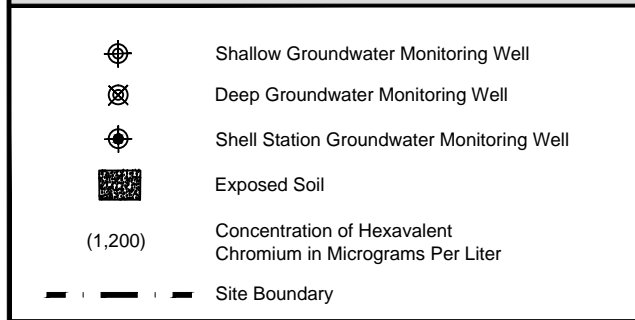 Shallow Groundwater Monitoring Well
Deep Groundwater Monitoring Well
Shell Station Groundwater Monitoring Well
Exposed Soil
(1,200) Concentration of Hexavalent
Chromium in Micrograms Per Liter
Site Boundary